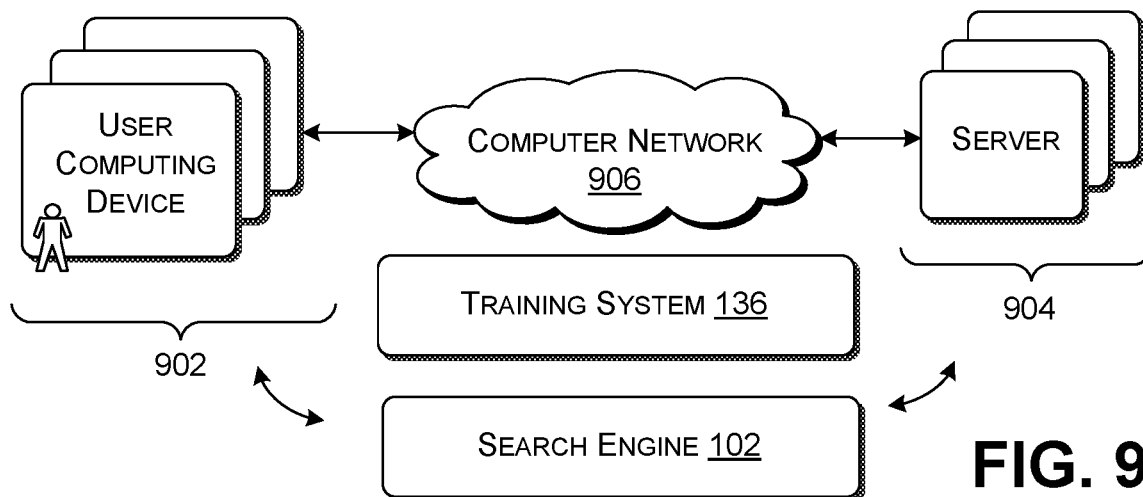 USER
COMPUTING
DEVICE
COMPUTER NETWORK
906
SERVER
902
904
TRAINING SYSTEM 136
SEARCH ENGINE 102
FIG. 9